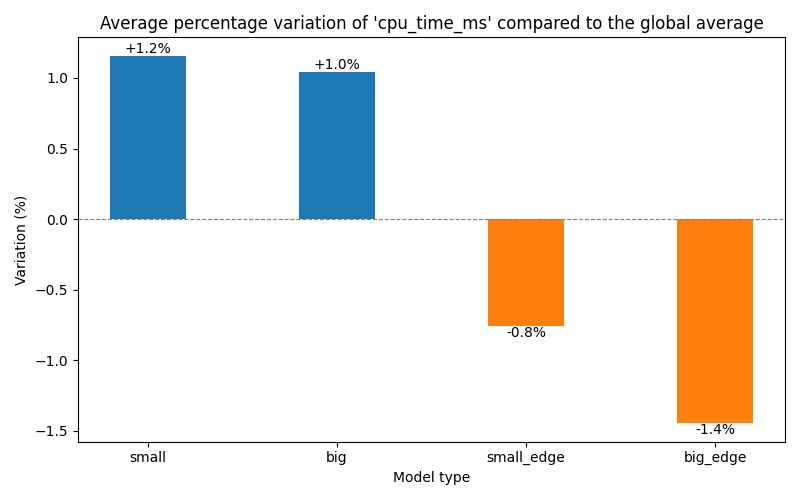 Average percentage variation of 'cpu_time_ms' compared to the global average
+1.2%
+1.0%
-0.8%
-1.4%
1.0
0.5
0.0
−0.5
−1.0
−1.5
Variation (%)
small
big
small_edge
big_edge
Model type